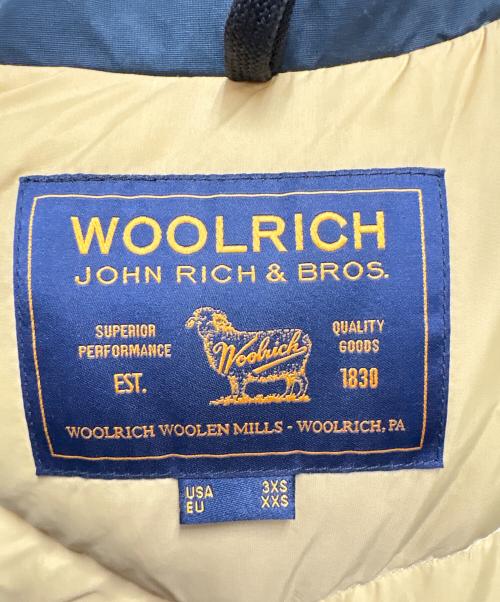 WOOLRICH
JOHN RICH & BROS.
SUPERIOR
PERFORMANCE
EST.
Woolrich
QUALITY
GOODS
1830
WOOLRICH WOOLEN MILLS - WOOLRICH, PA
USA 3XS
EU XXS